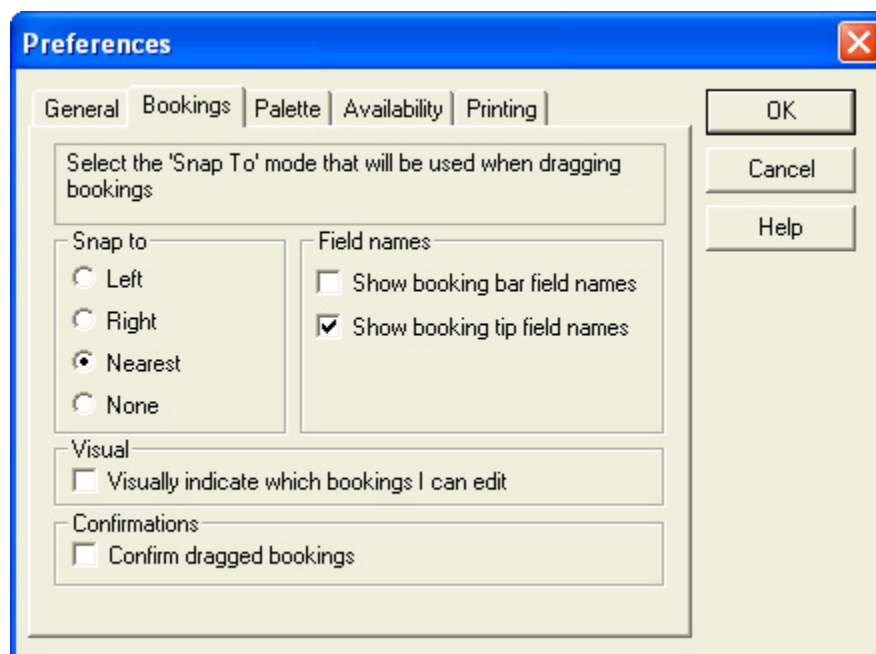 Preferences
General Bookings Palette Availability Printing
OK
Cancel
Help
Select the 'Snap To' mode that will be used when dragging
bookings
Snap to
Left
Right
Nearest
None
Field names
Show booking bar field names
Show booking tip field names
Visual
Visually indicate which bookings I can edit
Confirmations
Confirm dragged bookings